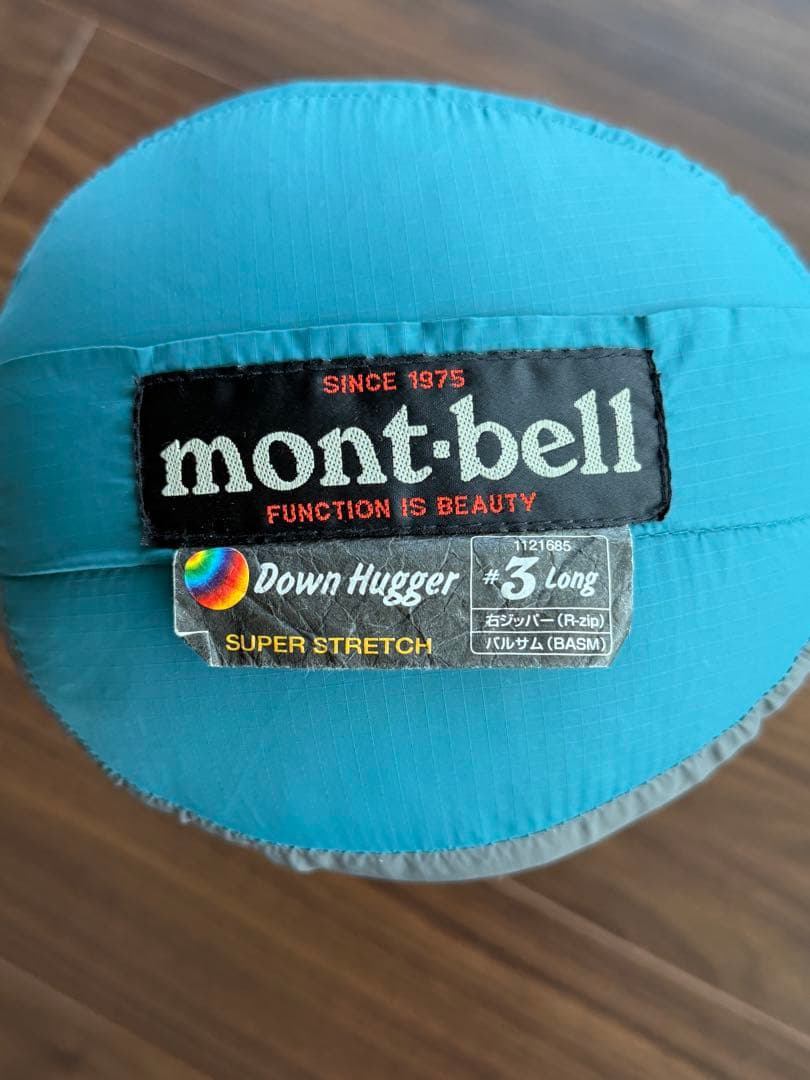 SINCE 1975
mont-bell
FUNCTION IS BEAUTY
Down Hugger
SUPER STRETCH
1121685
#3 Long
右ジッパー(R-zip)
バルサム(BASM)